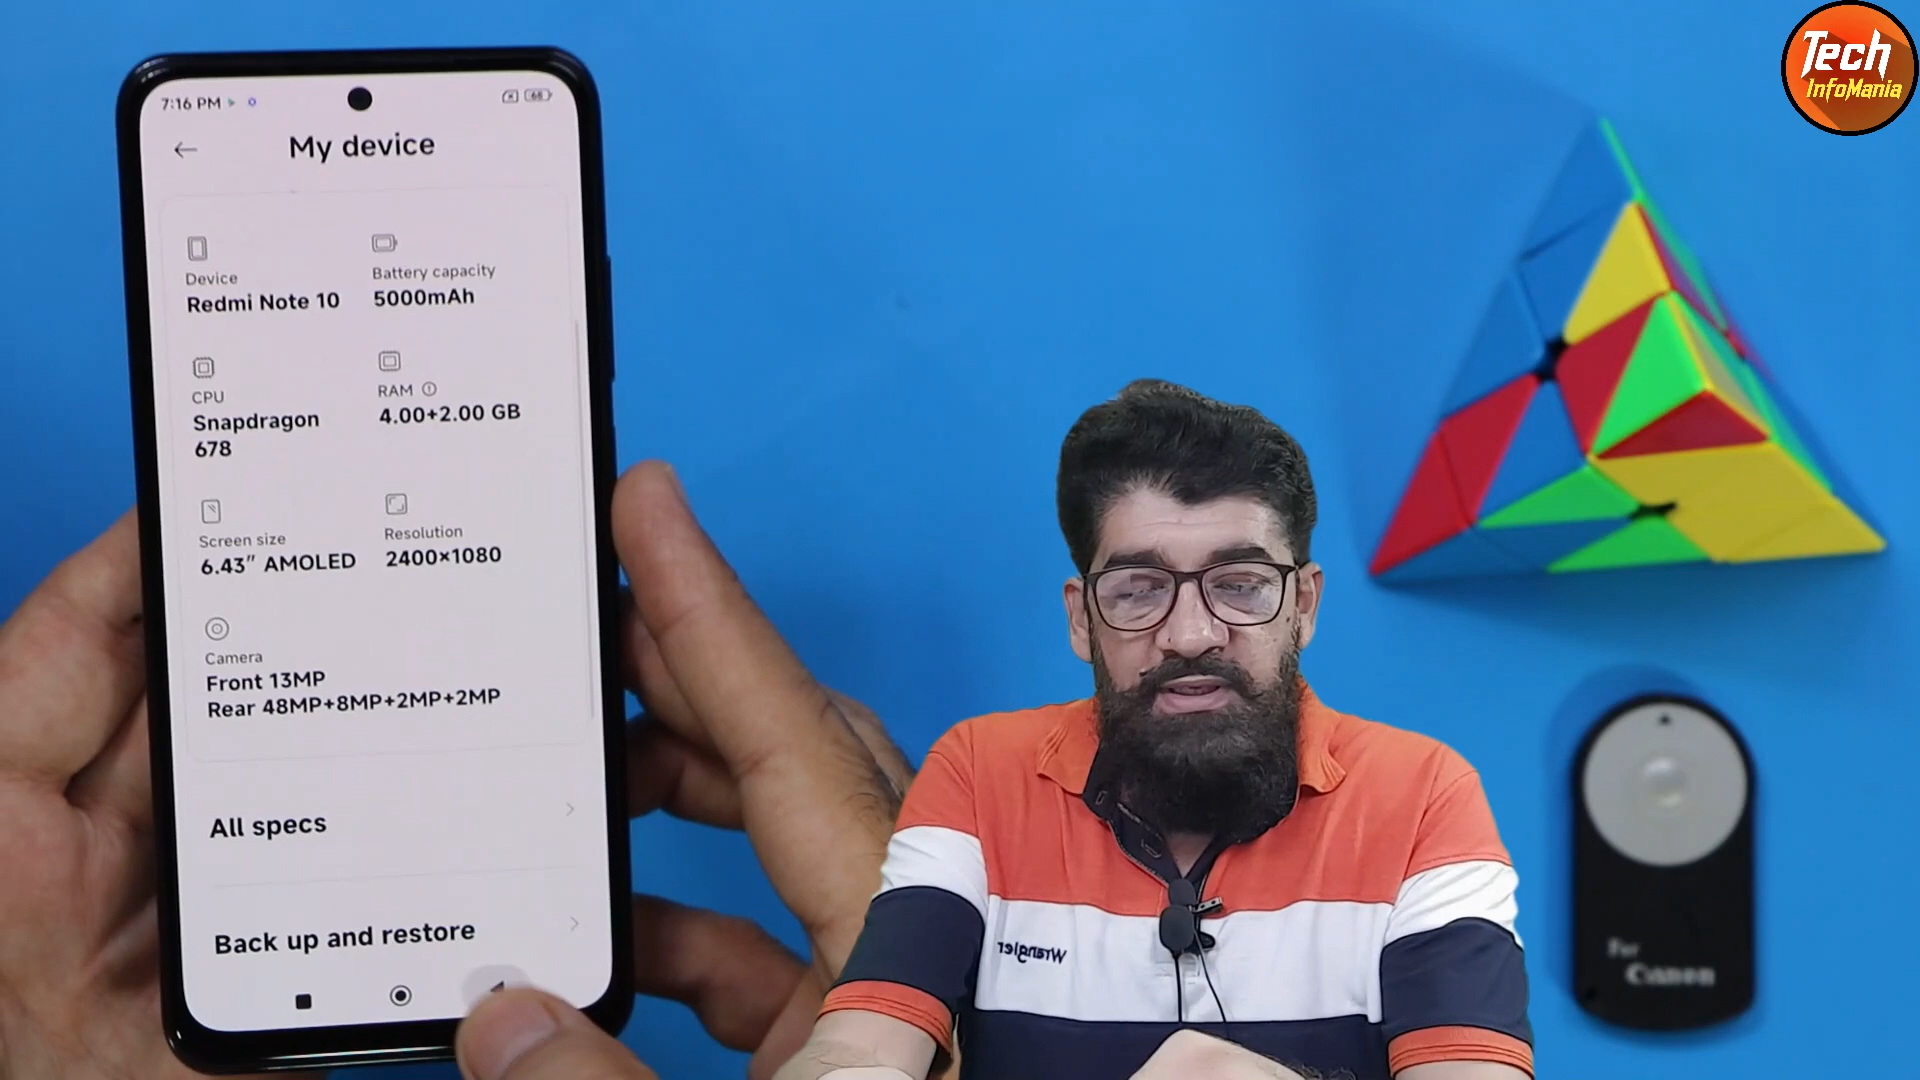 Tech
InfoMania
7:16 PM
68
My device
Device
Redmi Note 10
Battery capacity
5000mAh
CPU
Snapdragon
678
RAM
4.00+2.00 GB
Screen size
6.43″ AMOLED
Resolution
2400×1080
Camera
Front 13MP
Rear 48MP+8MP+2MP+2MP
All specs
Back up and restore
Wrangler
For
Canon